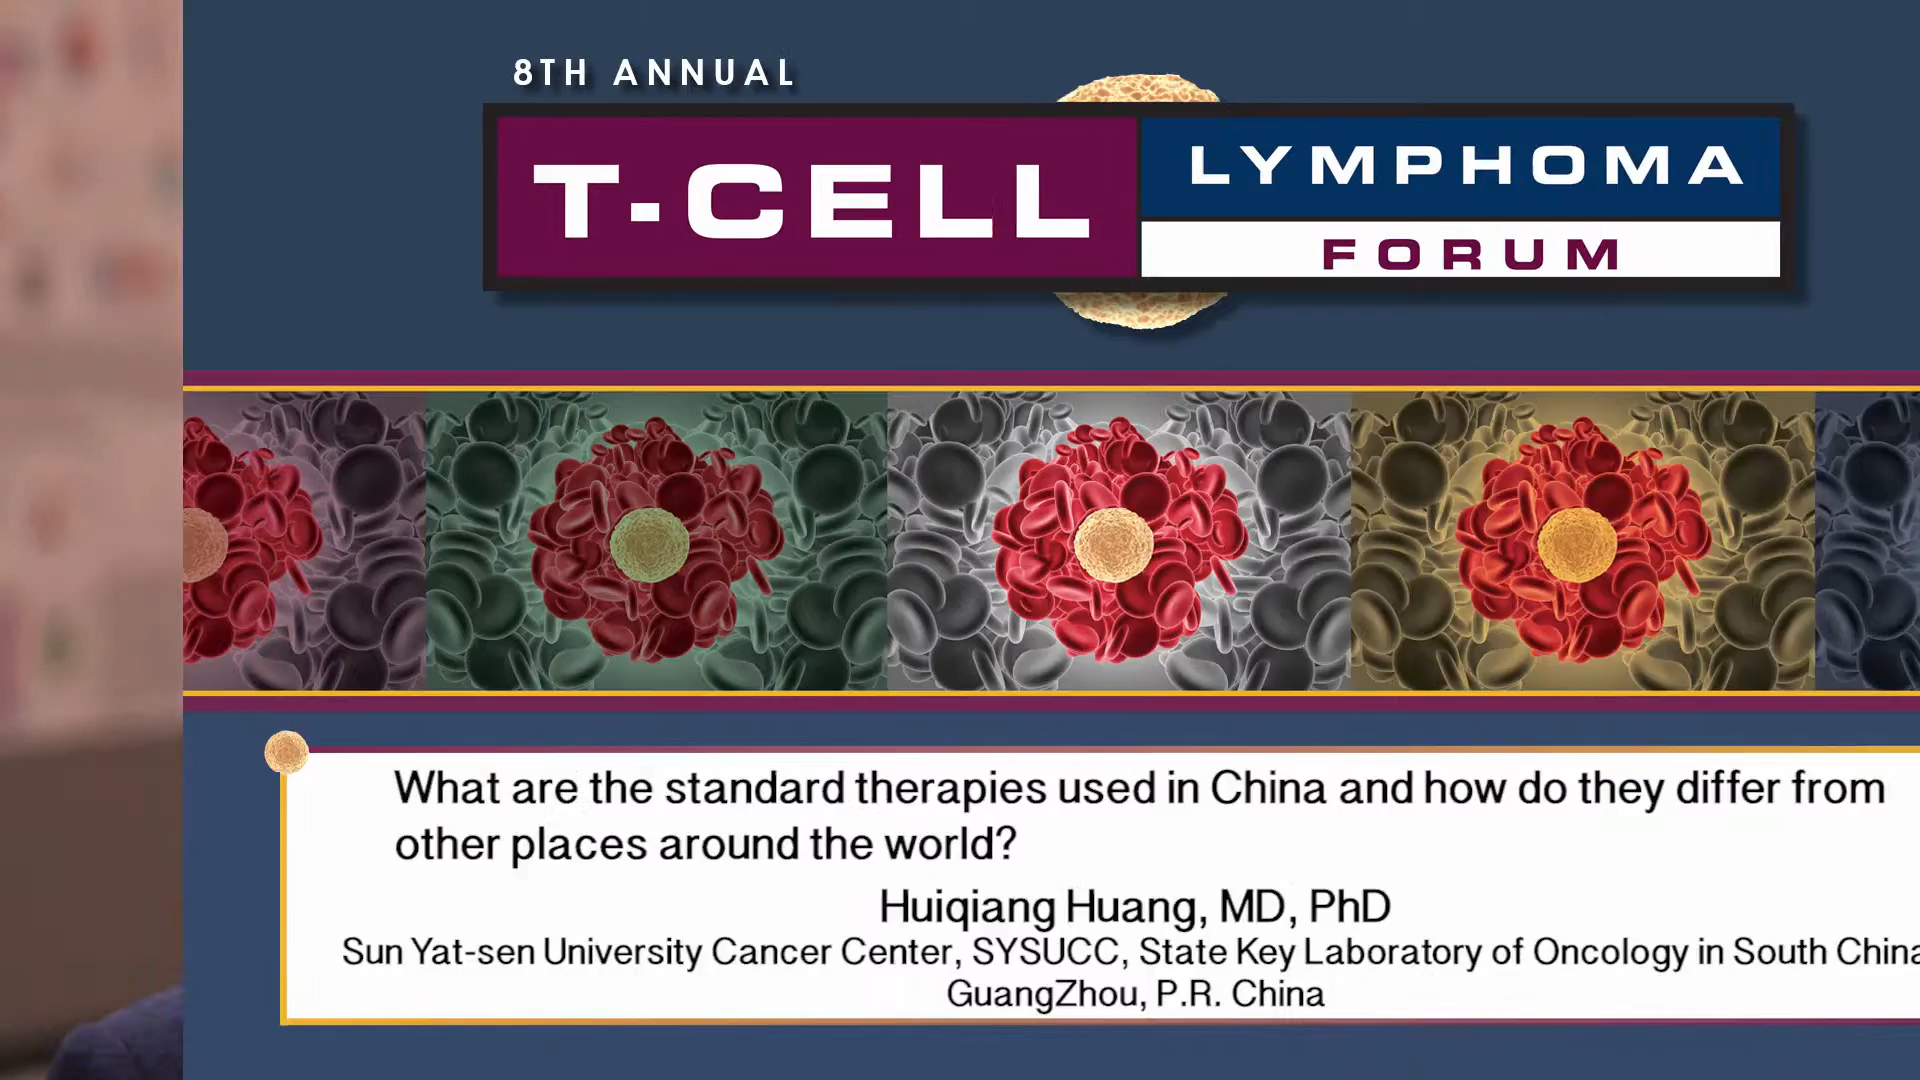 8TH ANNUAL
T-CELL
LYMPHOMA
FORUM
What are the standard therapies used in China and how do they differ from
other places around the world?
Huiqiang Huang, MD, PhD
Sun Yat-sen University Cancer Center, SYSUCC, State Key Laboratory of Oncology in South China
GuangZhou, P.R. China